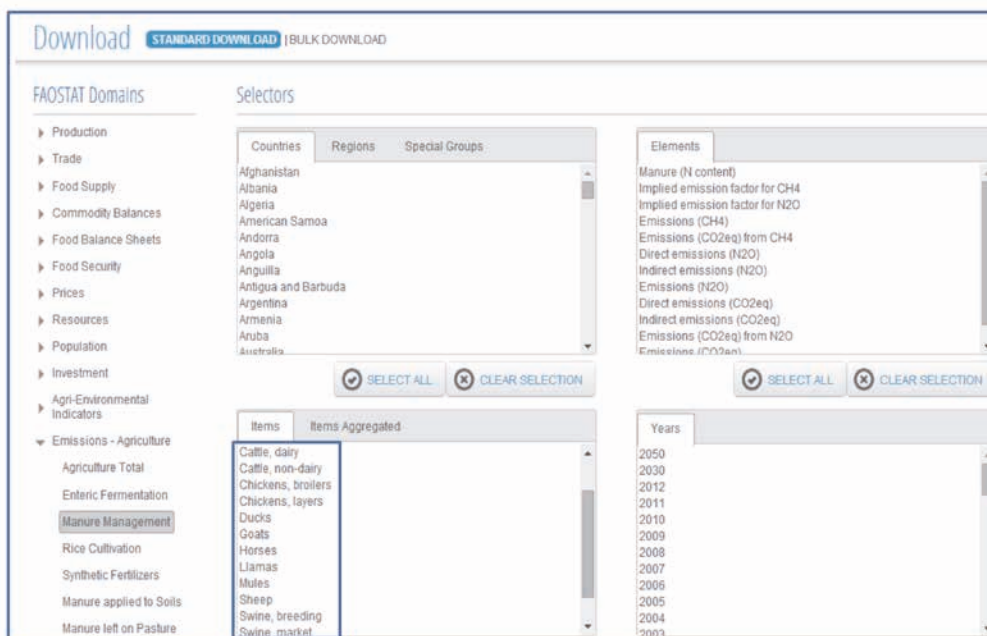 Download STANDARD DOWNLOAD | BULK DOWNLOAD
FAOSTAT Domains
Production
Trade
Food Supply
Commodity Balances
Food Balance Sheets
Food Security
Prices
Resources
Population
Investment
Agri-Environmental
Indicators
Emissions - Agriculture
Agriculture Total
Enteric Fermentation
Manure Management
Rice Cultivation
Synthetic Fertilizers
Manure applied to Soils
Manure left on Pasture
Selectors
Countries Regions Special Groups
Afghanistan
Albania
Algeria
American Samoa
Andorra
Angola
Anguilla
Antigua and Barbuda
Argentina
Armenia
Aruba
Australia
SELECT ALL CLEAR SELECTION
Elements
Manure (N content)
Implied emission factor for CH4
Implied emission factor for N2O
Emissions (CH4)
Emissions (CO2eq) from CH4
Direct emissions (N2O)
Indirect emissions (N2O)
Emissions (N2O)
Direct emissions (CO2eq)
Indirect emissions (CO2eq)
Emissions (CO2eq) from N2O
Emissions (CO2eq)
SELECT ALL CLEAR SELECTION
Items Items Aggregated
Cattle, dairy
Cattle, non-dairy
Chickens, broilers
Chickens, layers
Ducks
Goats
Horses
Llamas
Mules
Sheep
Swine, breeding
Swine, market
Years
2050
2030
2012
2011
2010
2009
2008
2007
2006
2005
2004
2003